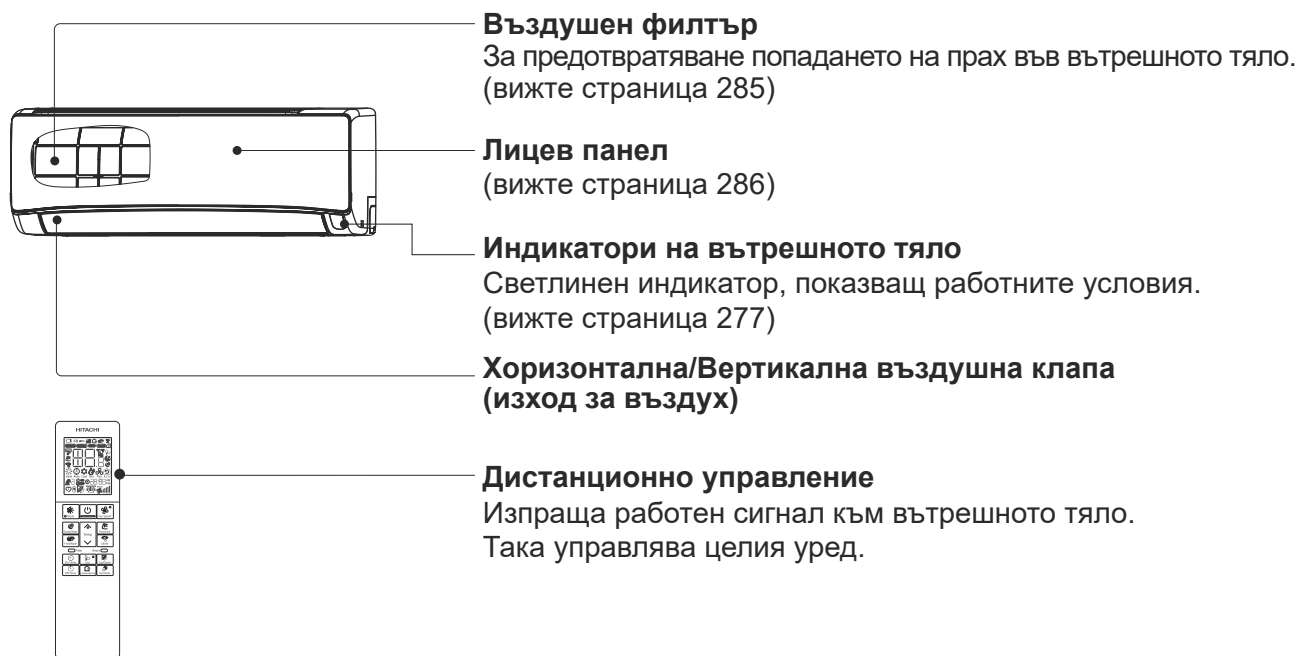 Въздушен филтър
За предотвратяване попадането на прах във вътрешното тяло.
(вижте страница 285)
Лицев панел
(вижте страница 286)
Индикатори на вътрешното тяло
Светлинен индикатор, показващ работните условия.
(вижте страница 277)
Хоризонтална/Вертикална въздушна клапа
(изход за въздух)
HITACHI
Дистанционно управление
Изпраща работен сигнал към вътрешното тяло.
Така управлява целия уред.